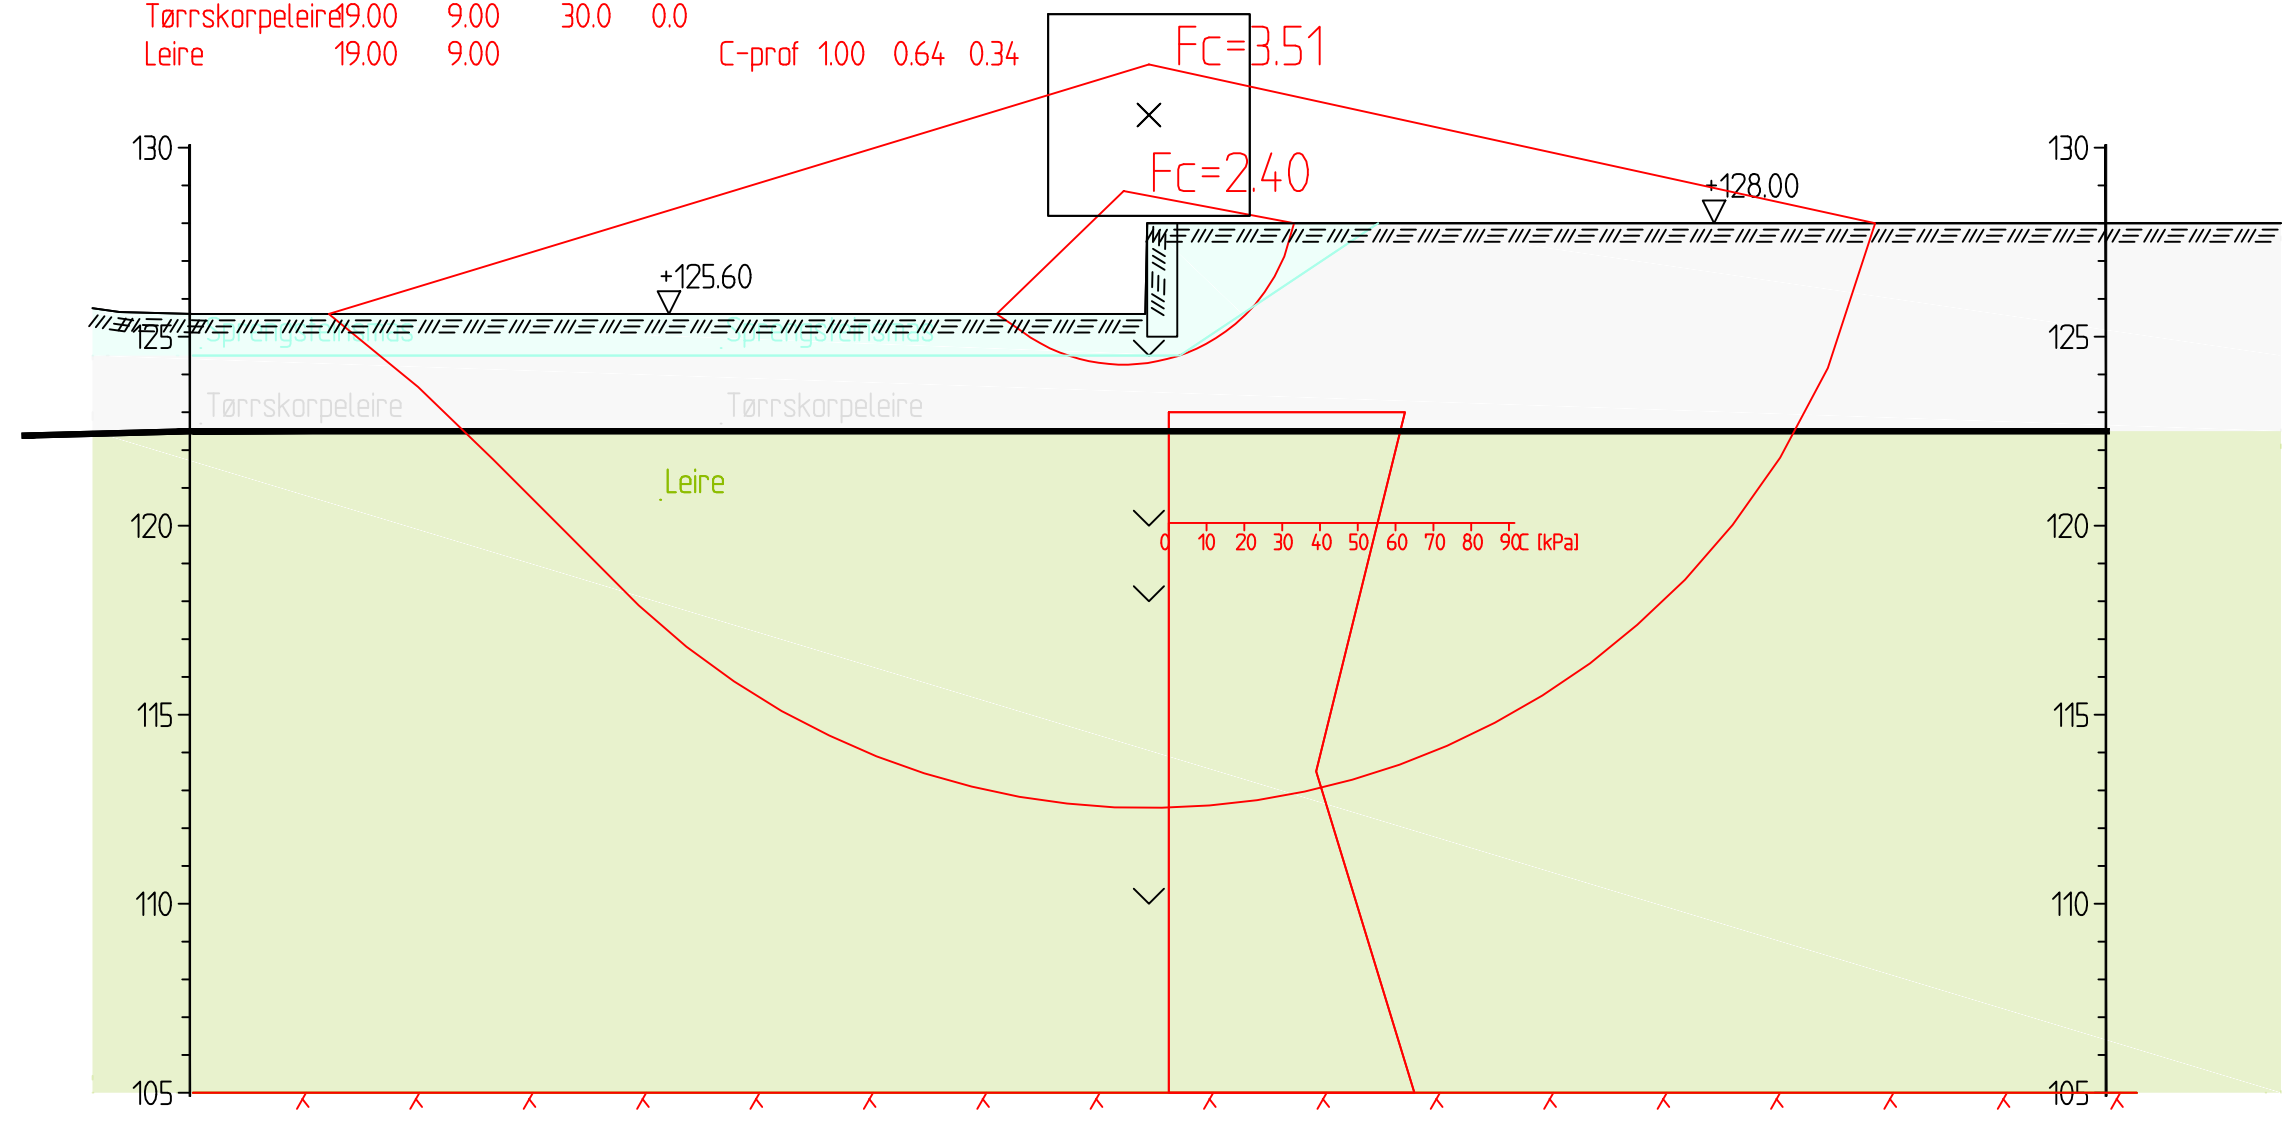 Tørrskorpeleire 19.00 9.00 30.0 0.0
Leire 19.00 9.00 C-prof 1.00 0.64 0.34
Fc=3.51
130 130
Fc=2.40
+128.00
+125.60
125 Sprengsteinsmas Sprengsteinsmas 125
Tørrskorpeleire Tørrskorpeleire
Leire
120 120
0 10 20 30 40 50 60 70 80 90 C [kPa]
115 115
110 110
105 105